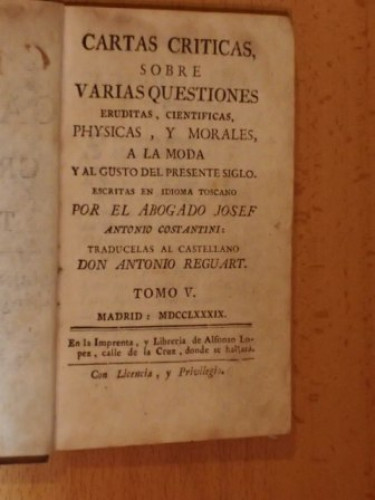 CARTAS CRITICAS,
SOBRE
VARIAS QUESTIONES
ERUDITAS, CIENTIFICAS,
PHYSICAS, Y MORALES,
A LA MODA
Y AL GUSTO DEL PRESENTE SIGLO.
ESCRITAS EN IDIOMA TOSCANO
POR EL ABOGADO JOSEF
ANTONIO COSTANTINI:
TRADUCELAS AL CASTELLANO
DON ANTONIO REGUART.
TOMO V.
MADRID: MDCCLXXXIX.
En la Imprenta, y Librería de Alfonso Lo-
pez, calle de la Cruz, donde se hallará.
Con Licencia, y Privilegio.